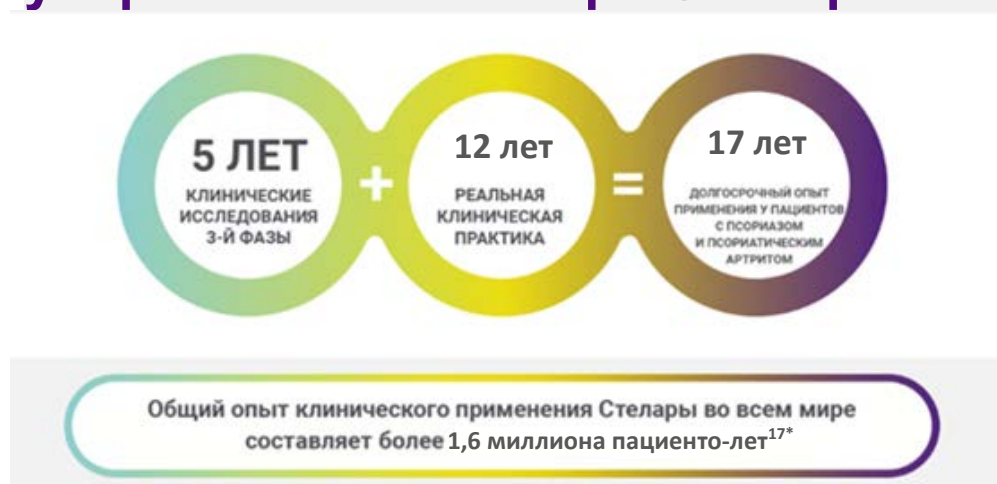 5 ЛЕТ
КЛИНИЧЕСКИЕ
ИССЛЕДОВАНИЯ
3-Й ФАЗЫ
+
12 лет
РЕАЛЬНАЯ
КЛИНИЧЕСКАЯ
ПРАКТИКА
=
17 лет
ДОЛГОСРОЧНЫЙ ОПЫТ
ПРИМЕНЕНИЯ У ПАЦИЕНТОВ
С ПСОРИАЗОМ
И ПСОРИАТИЧЕСКИМ
АРТРИТОМ
Общий опыт клинического применения Стелары во всем мире
составляет более 1,6 миллиона пациенто-лет17*